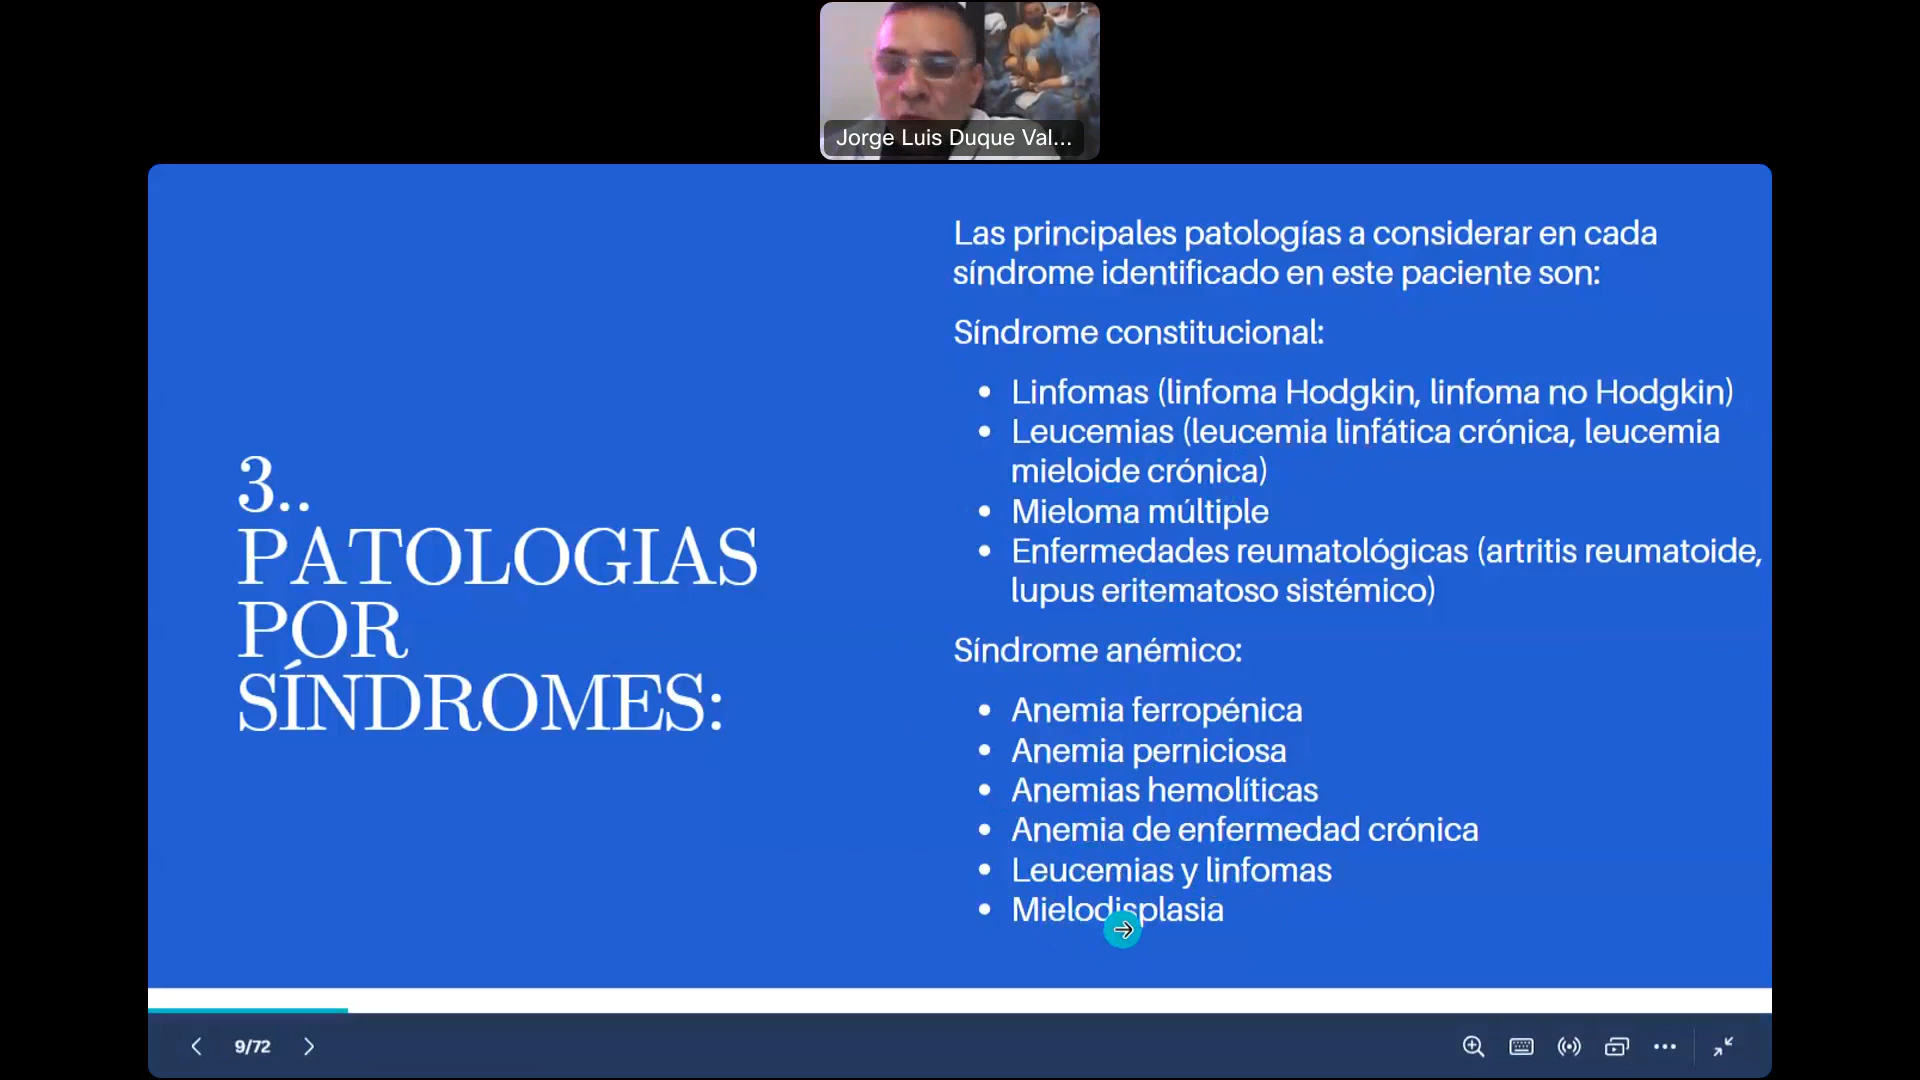 Jorge Luis Duque Val...
3..
PATOLOGIAS
POR
SÍNDROMES:
Las principales patologías a considerar en cada
síndrome identificado en este paciente son:
Síndrome constitucional:
• Linfomas (linfoma Hodgkin, linfoma no Hodgkin)
• Leucemias (leucemia linfática crónica, leucemia
mieloide crónica)
• Mieloma múltiple
• Enfermedades reumatológicas (artritis reumatoide,
lupus eritematoso sistémico)
Síndrome anémico:
• Anemia ferropénica
• Anemia perniciosa
• Anemias hemolíticas
• Anemia de enfermedad crónica
• Leucemias y linfomas
• Mielodisplasia
9/72